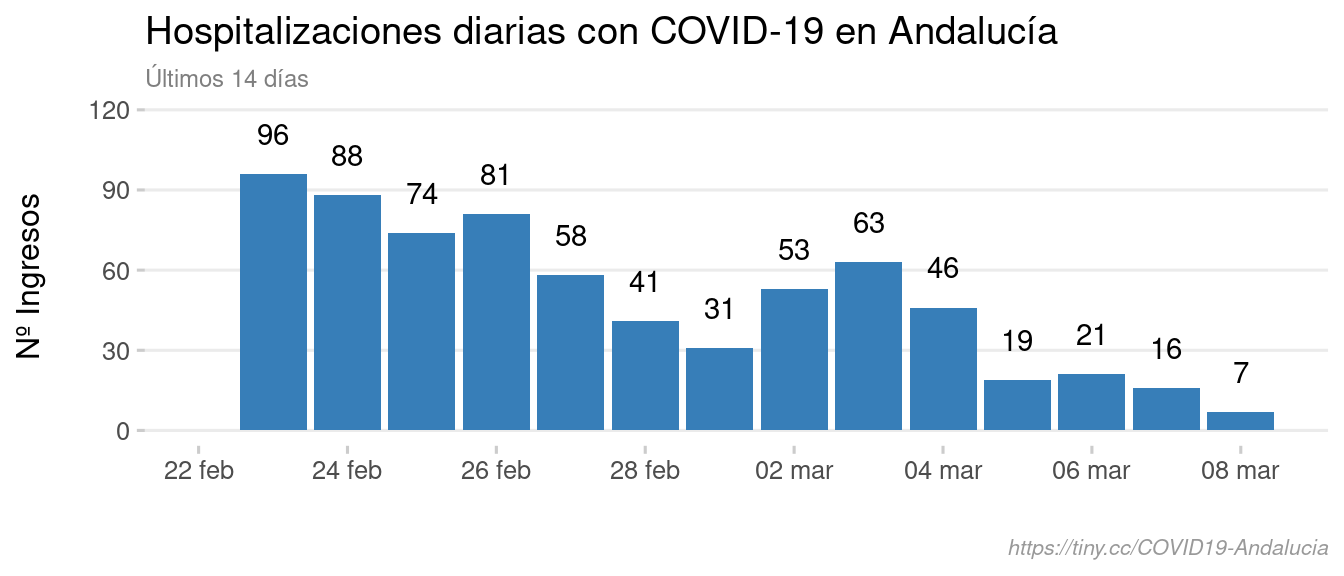 Hospitalizaciones diarias con COVID-19 en Andalucía
Últimos 14 días
Nº Ingresos
120
90
60
30
0
96
88
74
81
58
41
31
53
63
46
19
21
16
7
22 feb
24 feb
26 feb
28 feb
02 mar
04 mar
06 mar
08 mar
https://tiny.cc/COVID19-Andalucia